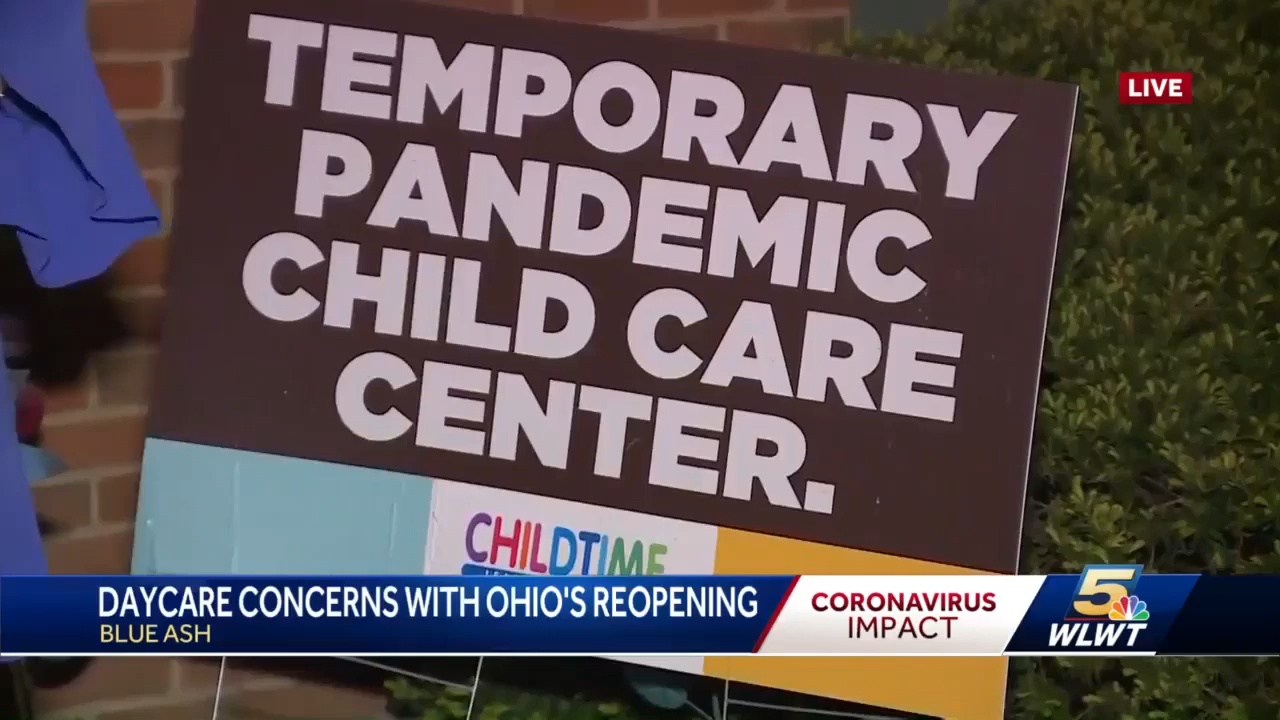 TEMPORARY
PANDEMIC
CHILD CARE
CENTER.
CHILDTIME
LIVE
DAYCARE CONCERNS WITH OHIO'S REOPENING
BLUE ASH
CORONAVIRUS
IMPACT
5
WLWT